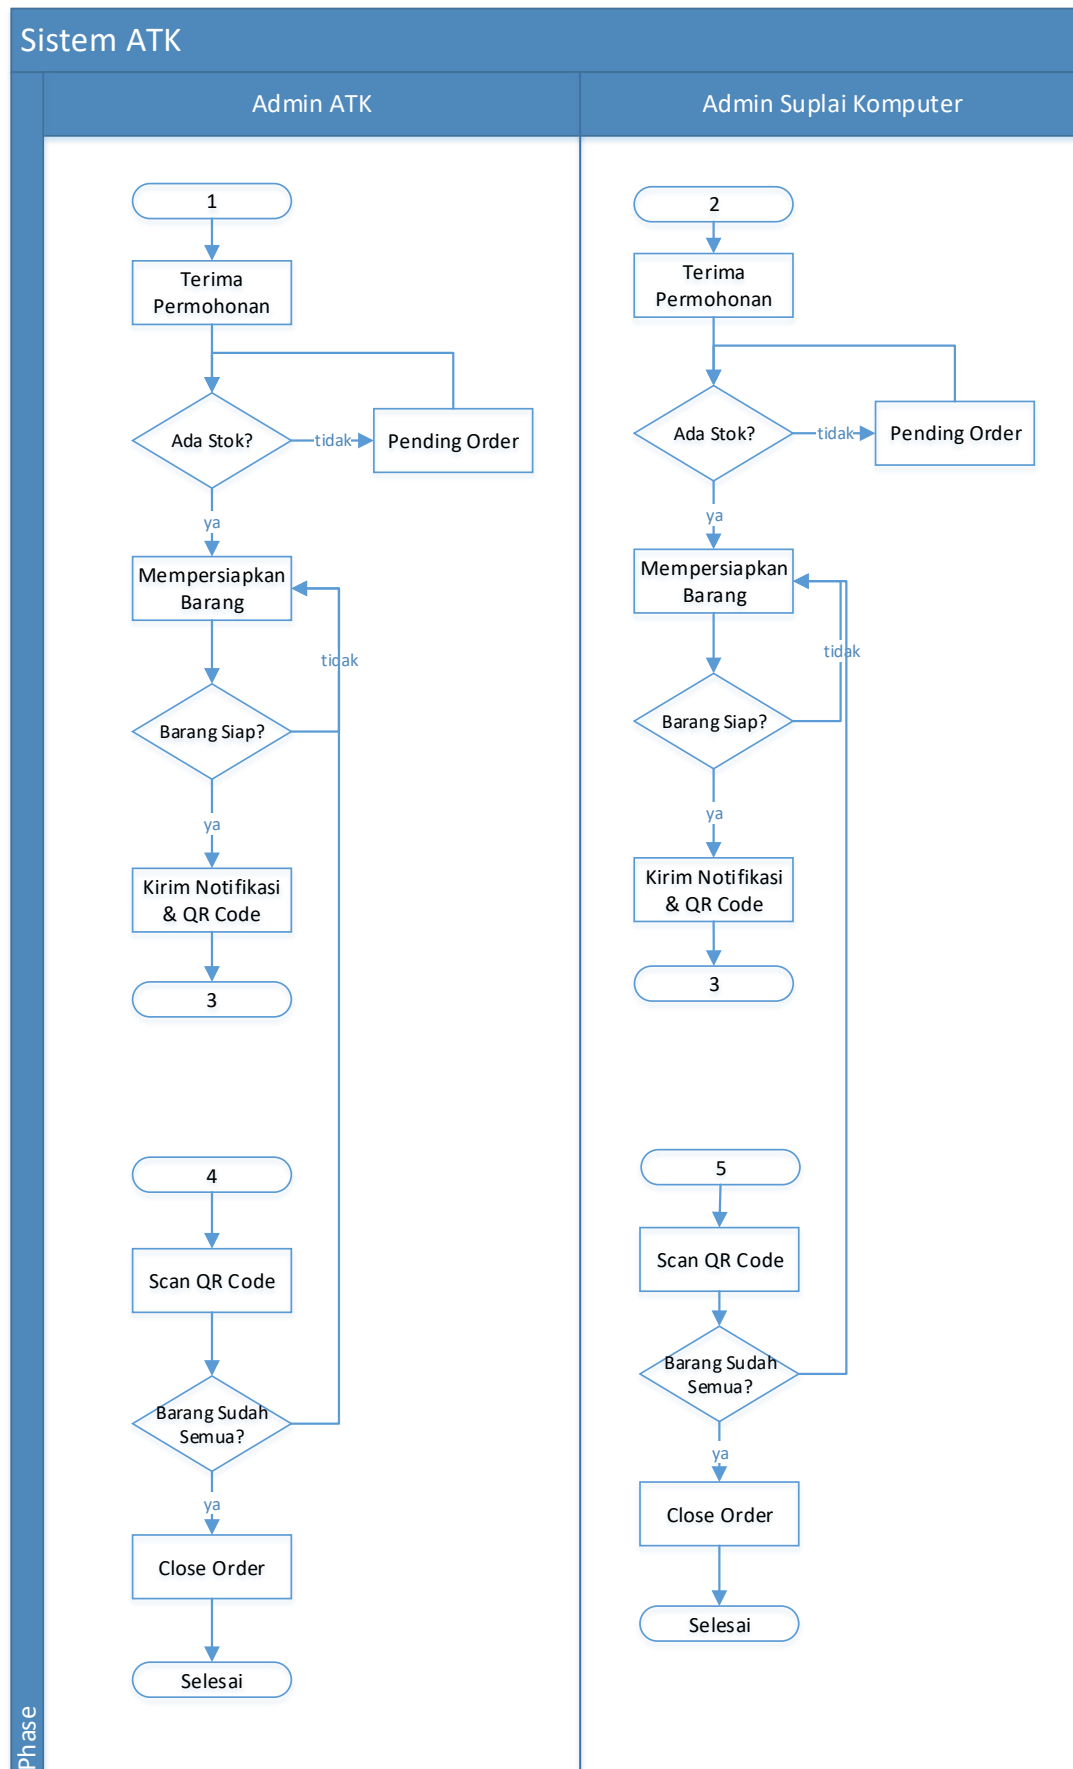 Sistem ATK
Admin ATK
Admin Suplai Komputer
Phase
1
Terima
Permohonan
Ada Stok?
tidak
Pending Order
ya
Mempersiapkan
Barang
tidak
Barang Siap?
ya
Kirim Notifikasi
& QR Code
3
4
Scan QR Code
Barang Sudah
Semua?
ya
Close Order
Selesai
2
Terima
Permohonan
Ada Stok?
tidak
Pending Order
ya
Mempersiapkan
Barang
tidak
Barang Siap?
ya
Kirim Notifikasi
& QR Code
3
5
Scan QR Code
Barang Sudah
Semua?
ya
Close Order
Selesai